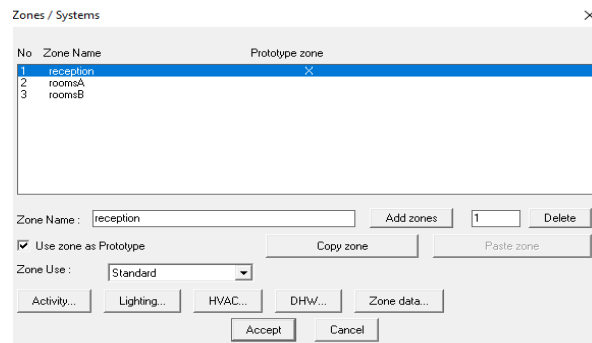 Zones / Systems
No Zone Name Prototype zone
1 reception X
2 roomsA
3 roomsB
Zone Name : reception Add zones 1 Delete
Use zone as Prototype Copy zone Paste zone
Zone Use : Standard
Activity... Lighting... HVAC... DHW... Zone data...
Accept Cancel